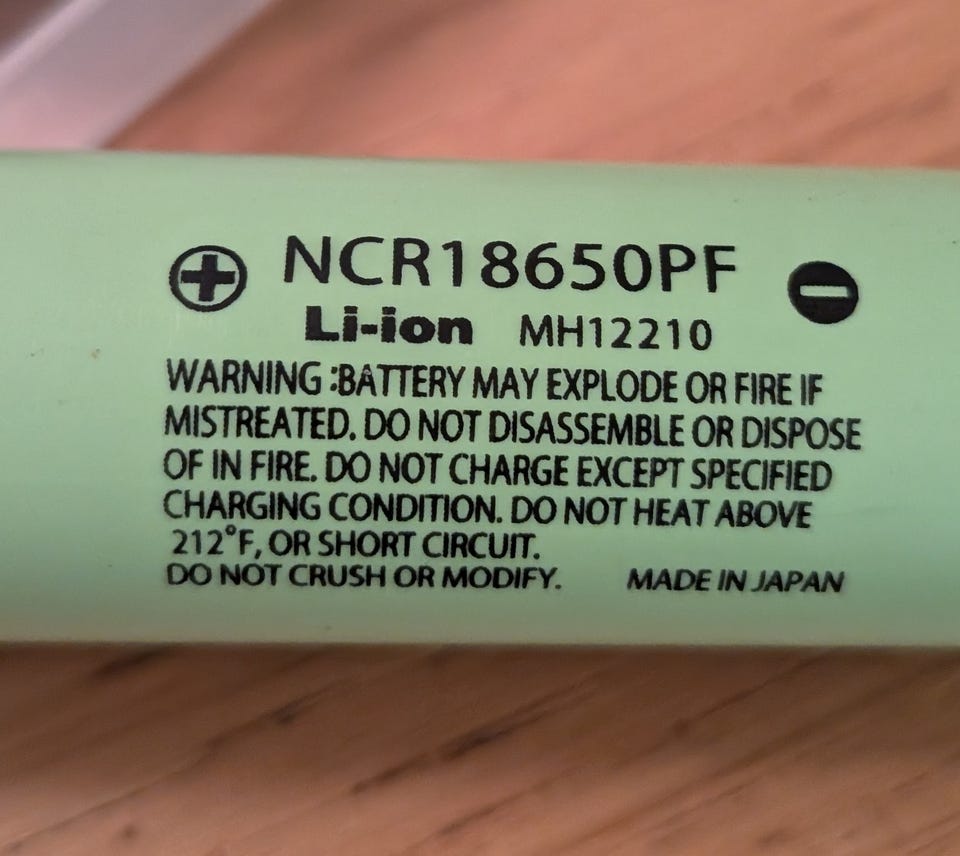 ⊕ NCR18650PF ⊖
Li-ion MH12210
WARNING :BATTERY MAY EXPLODE OR FIRE IF
MISTREATED. DO NOT DISASSEMBLE OR DISPOSE
OF IN FIRE. DO NOT CHARGE EXCEPT SPECIFIED
CHARGING CONDITION. DO NOT HEAT ABOVE
212°F, OR SHORT CIRCUIT.
DO NOT CRUSH OR MODIFY. MADE IN JAPAN